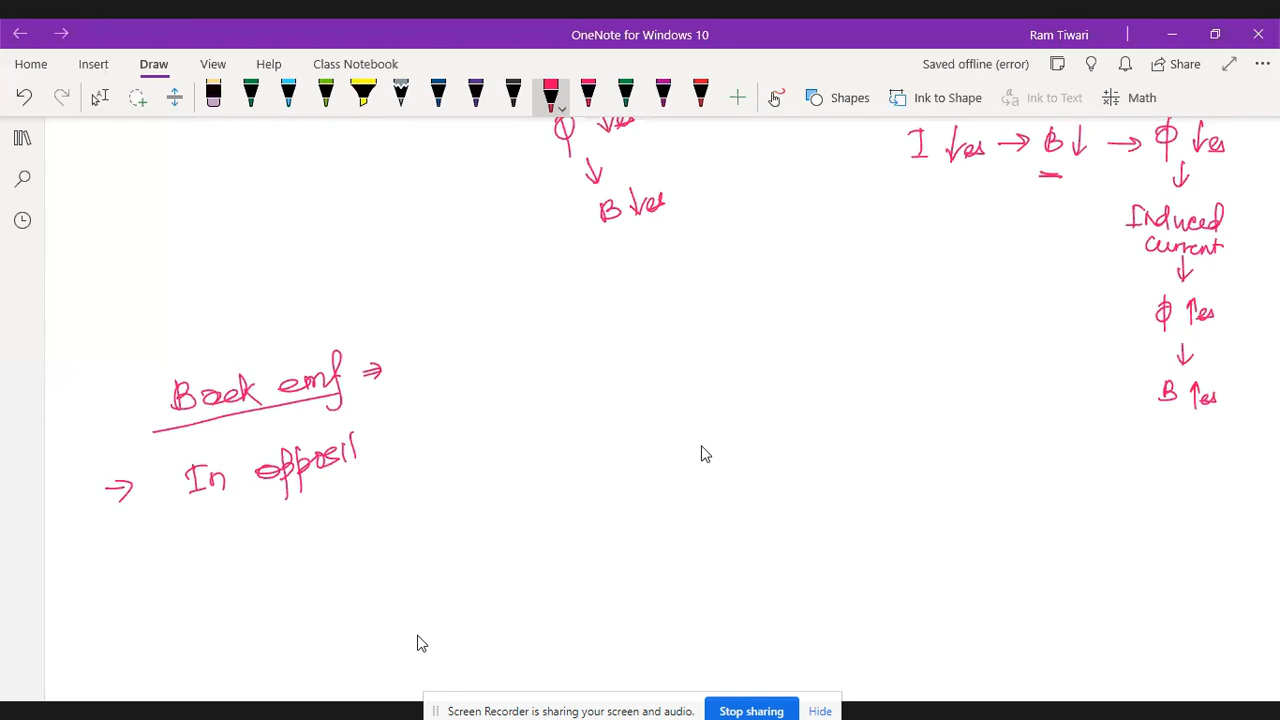 OneNote for Windows 10
Ram Tiwari
Home Insert Draw View Help Class Notebook
Saved offline (error)
Share
Shapes
Ink to Shape
Ink to Text
Math
Φ ↓es
↓
B ↓es
I ↓es → B ↓ → Φ ↓es
↓
Induced
current
↓
Φ ↑es
↓
B ↑es
Back emf ⇒
→ In opposit
Screen Recorder is sharing your screen and audio.
Stop sharing
Hide